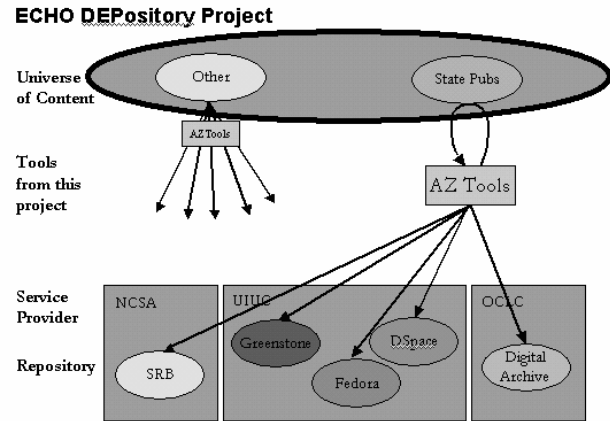 ECHO DEPository Project
Universe
of Content
Other
State Pubs
AZ Tools
Tools
from this
project
AZ Tools
Service
Provider
NCSA
UIUC
OCLC
Greenstone
DSpace
Repository
SRB
Fedora
Digital
Archive